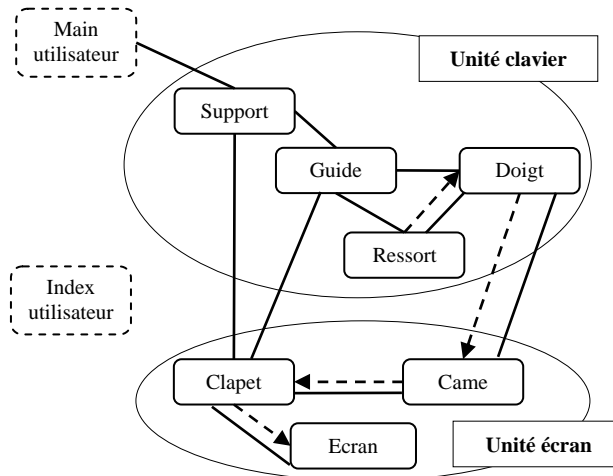 Main
utilisateur
Unité clavier
Support
Guide
Doigt
Ressort
Index
utilisateur
Clapet
Came
Ecran
Unité écran